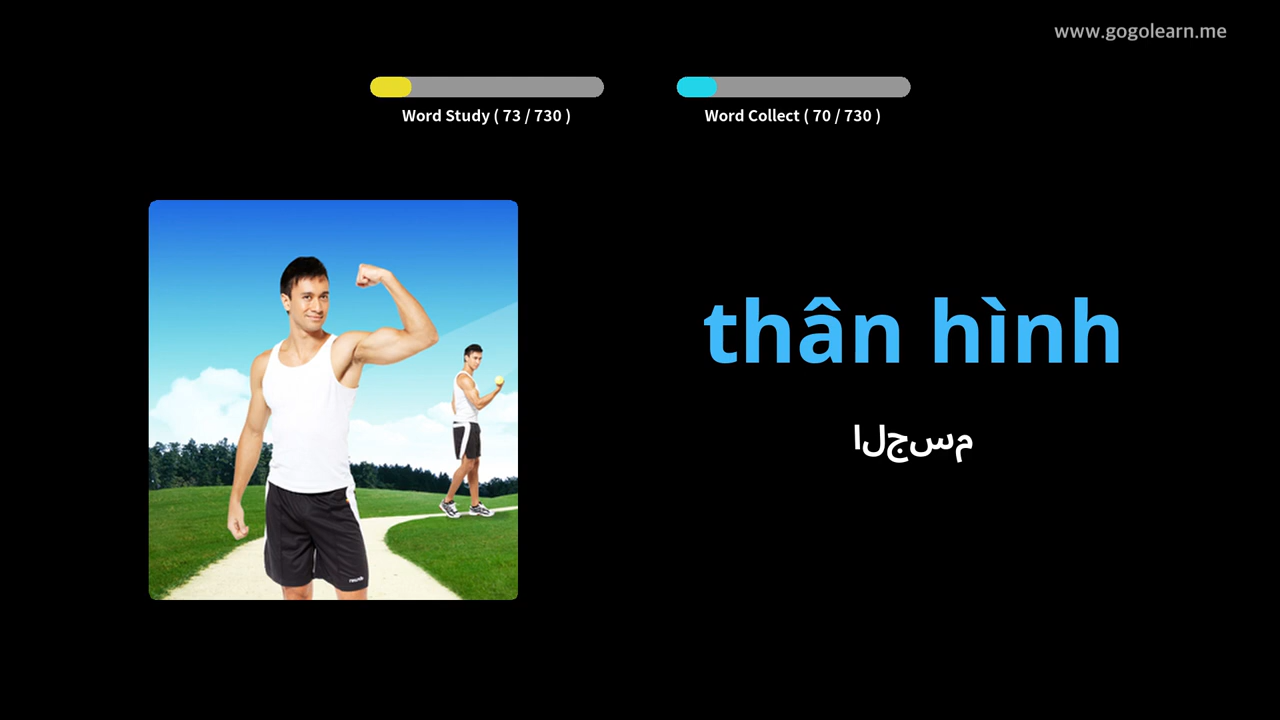 www.gogolearn.me
Word Study ( 73 / 730 )
Word Collect ( 70 / 730 )
thân hình
الجسم